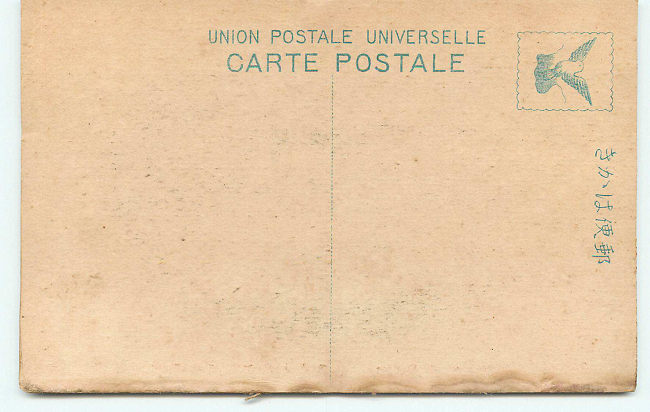 UNION POSTALE UNIVERSELLE
CARTE POSTALE
郵便はかき